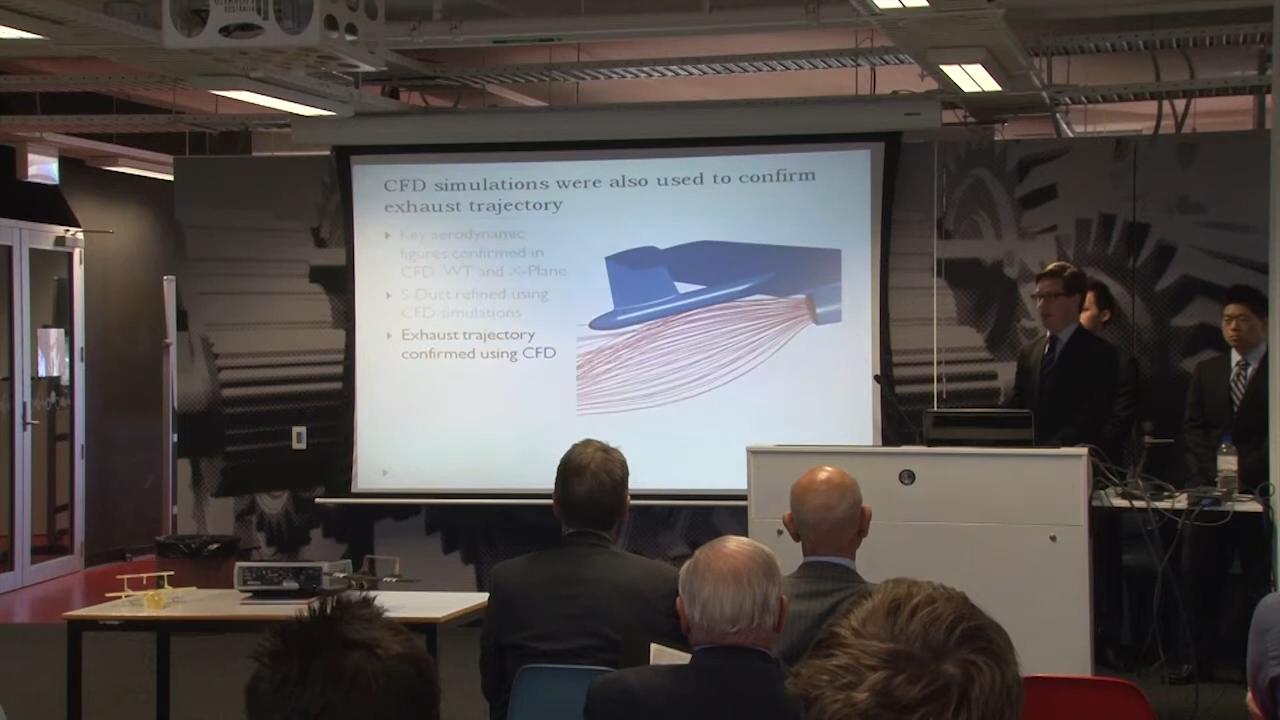 AUSTRALIA
CFD simulations were also used to confirm
exhaust trajectory
Key aerodynamic
figures confirmed in
CFD, WT and X-Plane
S-Duct refined using
CFD simulations
Exhaust trajectory
confirmed using CFD